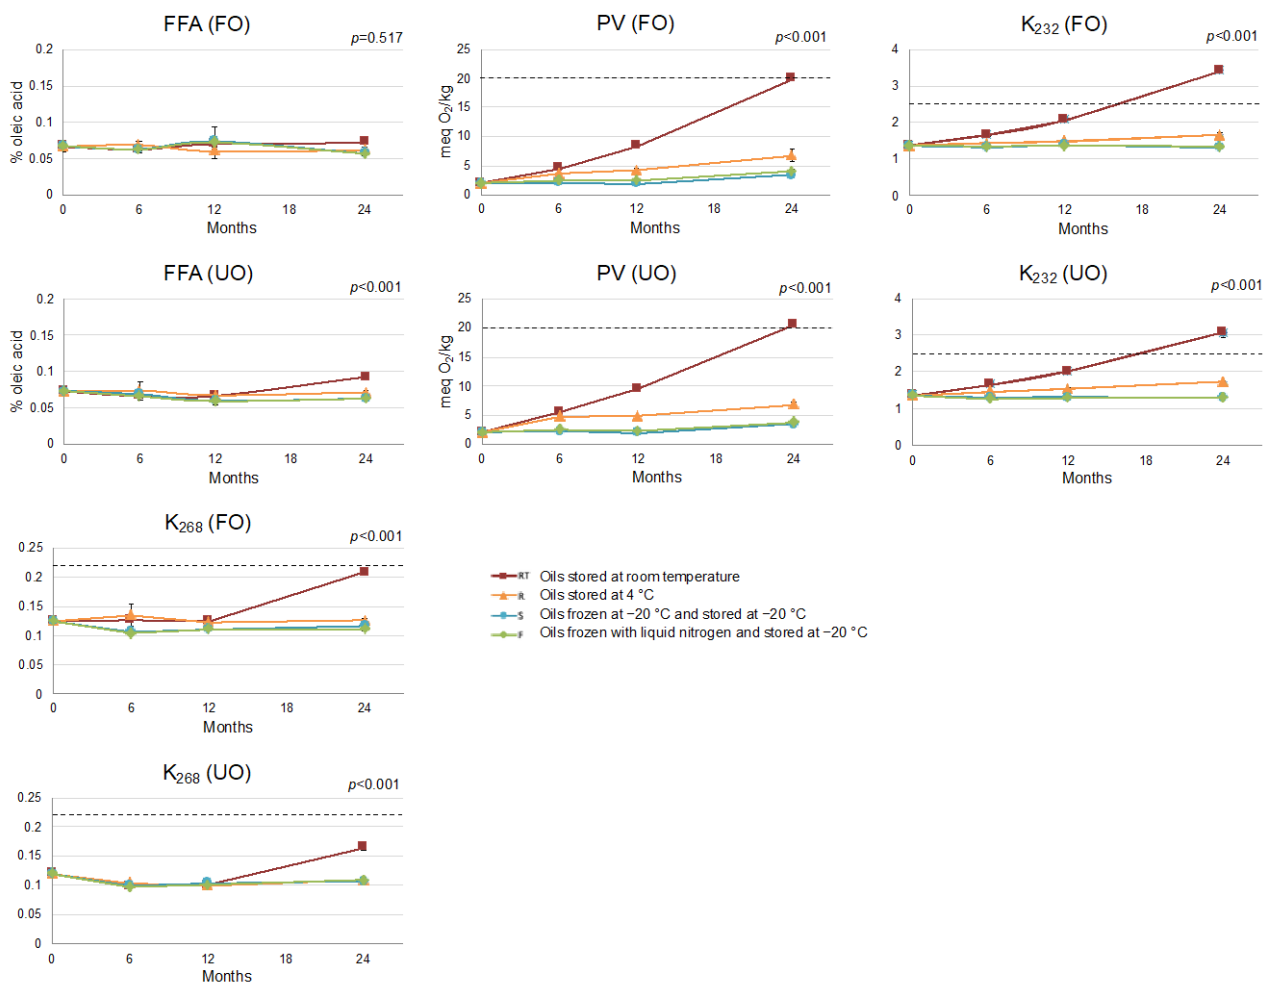 FFA (FO)
p=0.517
0.2
0.15
0.1
0.05
0
% oleic acid
0 6 12 18 24
Months
PV (FO)
p<0.001
25
20
15
10
5
0
meq O₂/kg
0 6 12 18 24
Months
K₂₃₂ (FO)
p<0.001
4
3
2
1
0
0 6 12 18 24
Months
FFA (UO)
p<0.001
0.2
0.15
0.1
0.05
0
% oleic acid
0 6 12 18 24
Months
PV (UO)
p<0.001
25
20
15
10
5
0
meq O₂/kg
0 6 12 18 24
Months
K₂₃₂ (UO)
p<0.001
4
3
2
1
0
0 6 12 18 24
Months
K₂₆₈ (FO)
p<0.001
0.25
0.2
0.15
0.1
0.05
0
0 6 12 18 24
Months
RT Oils stored at room temperature
R Oils stored at 4 °C
S Oils frozen at −20 °C and stored at −20 °C
F Oils frozen with liquid nitrogen and stored at −20 °C
K₂₆₈ (UO)
p<0.001
0.25
0.2
0.15
0.1
0.05
0
0 6 12 18 24
Months